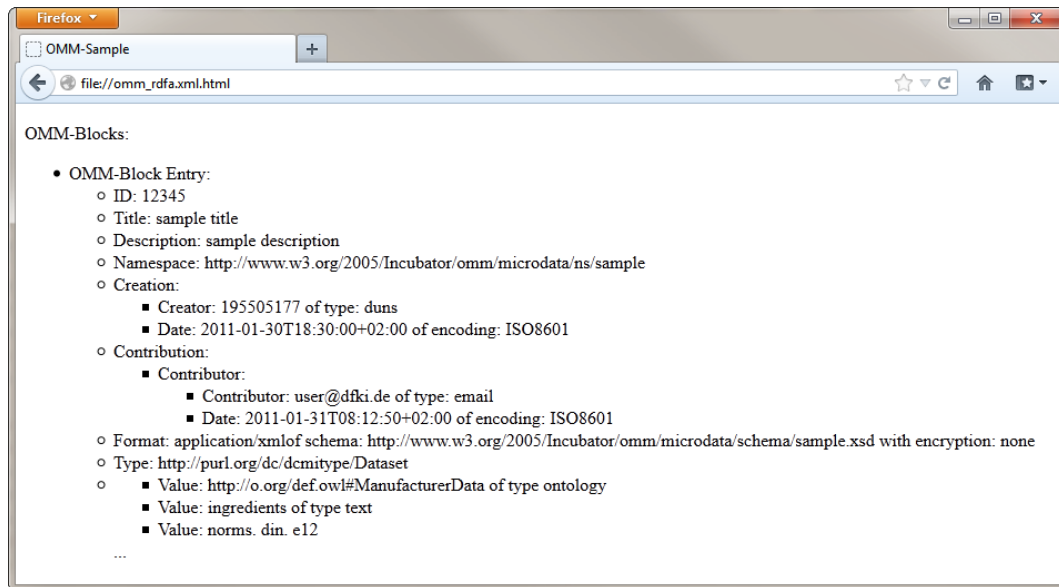 Firefox
OMM-Sample
file://omm_rdfa.xml.html
OMM-Blocks:
OMM-Block Entry:
ID: 12345
Title: sample title
Description: sample description
Namespace: http://www.w3.org/2005/Incubator/omm/microdata/ns/sample
Creation:
Creator: 195505177 of type: duns
Date: 2011-01-30T18:30:00+02:00 of encoding: ISO8601
Contribution:
Contributor:
Contributor: user@dfki.de of type: email
Date: 2011-01-31T08:12:50+02:00 of encoding: ISO8601
Format: application/xmlof schema: http://www.w3.org/2005/Incubator/omm/microdata/schema/sample.xsd with encryption: none
Type: http://purl.org/dc/dcmitype/Dataset
Value: http://o.org/def.owl#ManufacturerData of type ontology
Value: ingredients of type text
Value: norms. din. e12
...